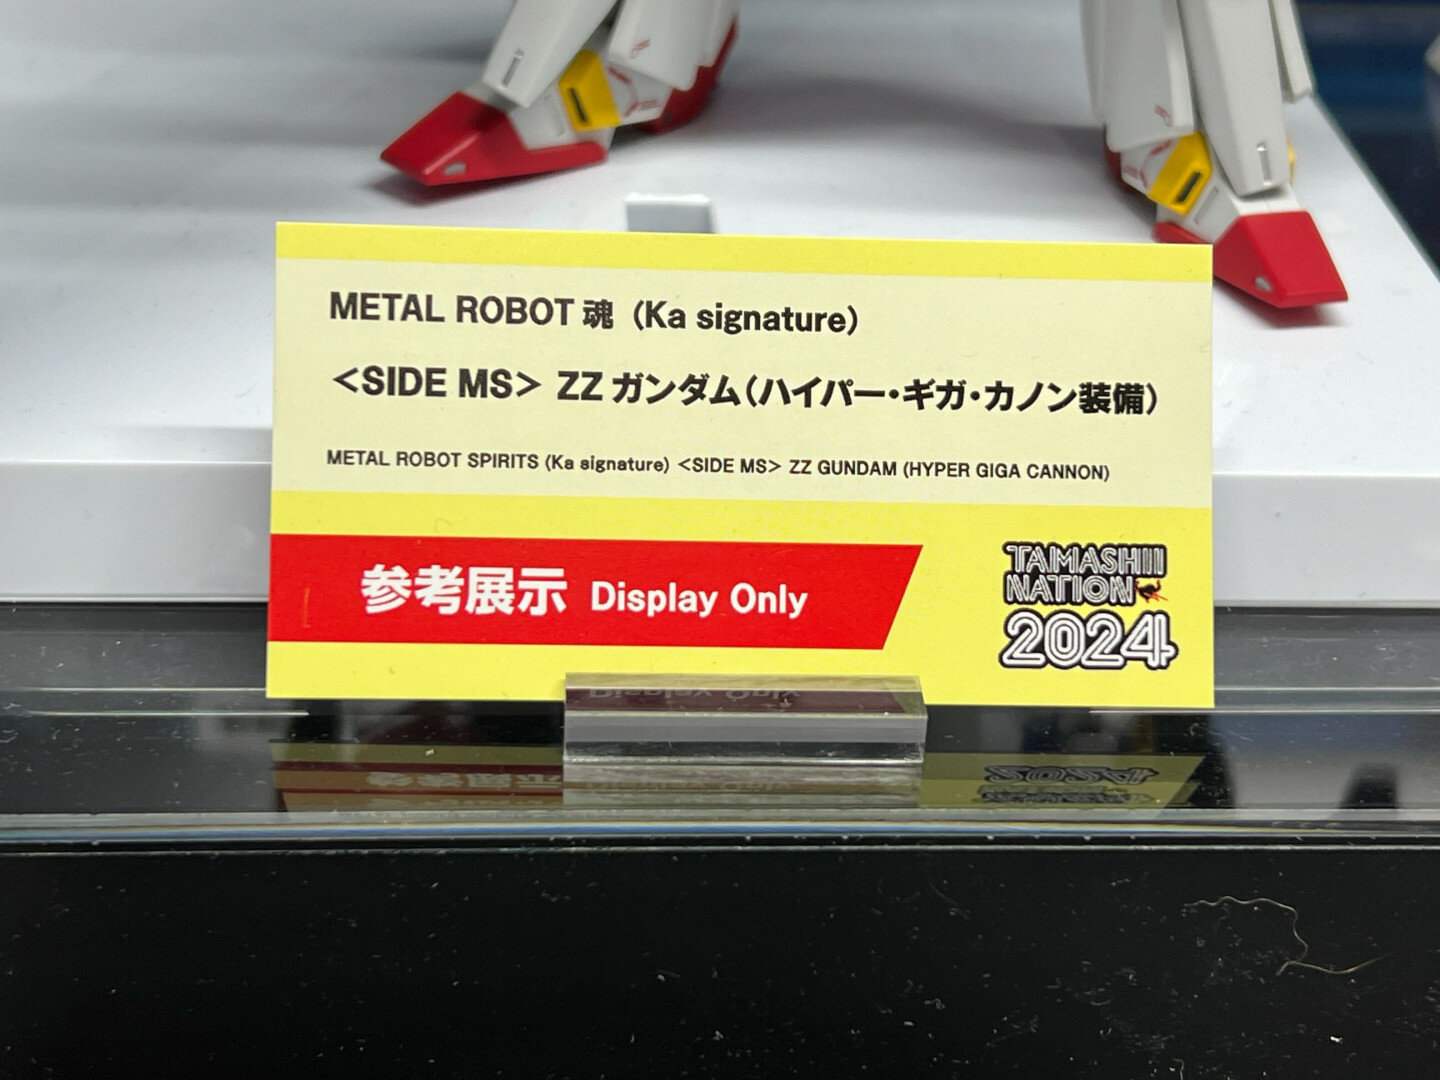 METAL ROBOT 魂（Ka signature）
＜SIDE MS＞ ZZ ガンダム（ハイパー・ギガ・カノン装備）
METAL ROBOT SPIRITS (Ka signature) ＜SIDE MS＞ ZZ GUNDAM (HYPER GIGA CANNON)
参考展示 Display Only
TAMASHII
NATION
2024